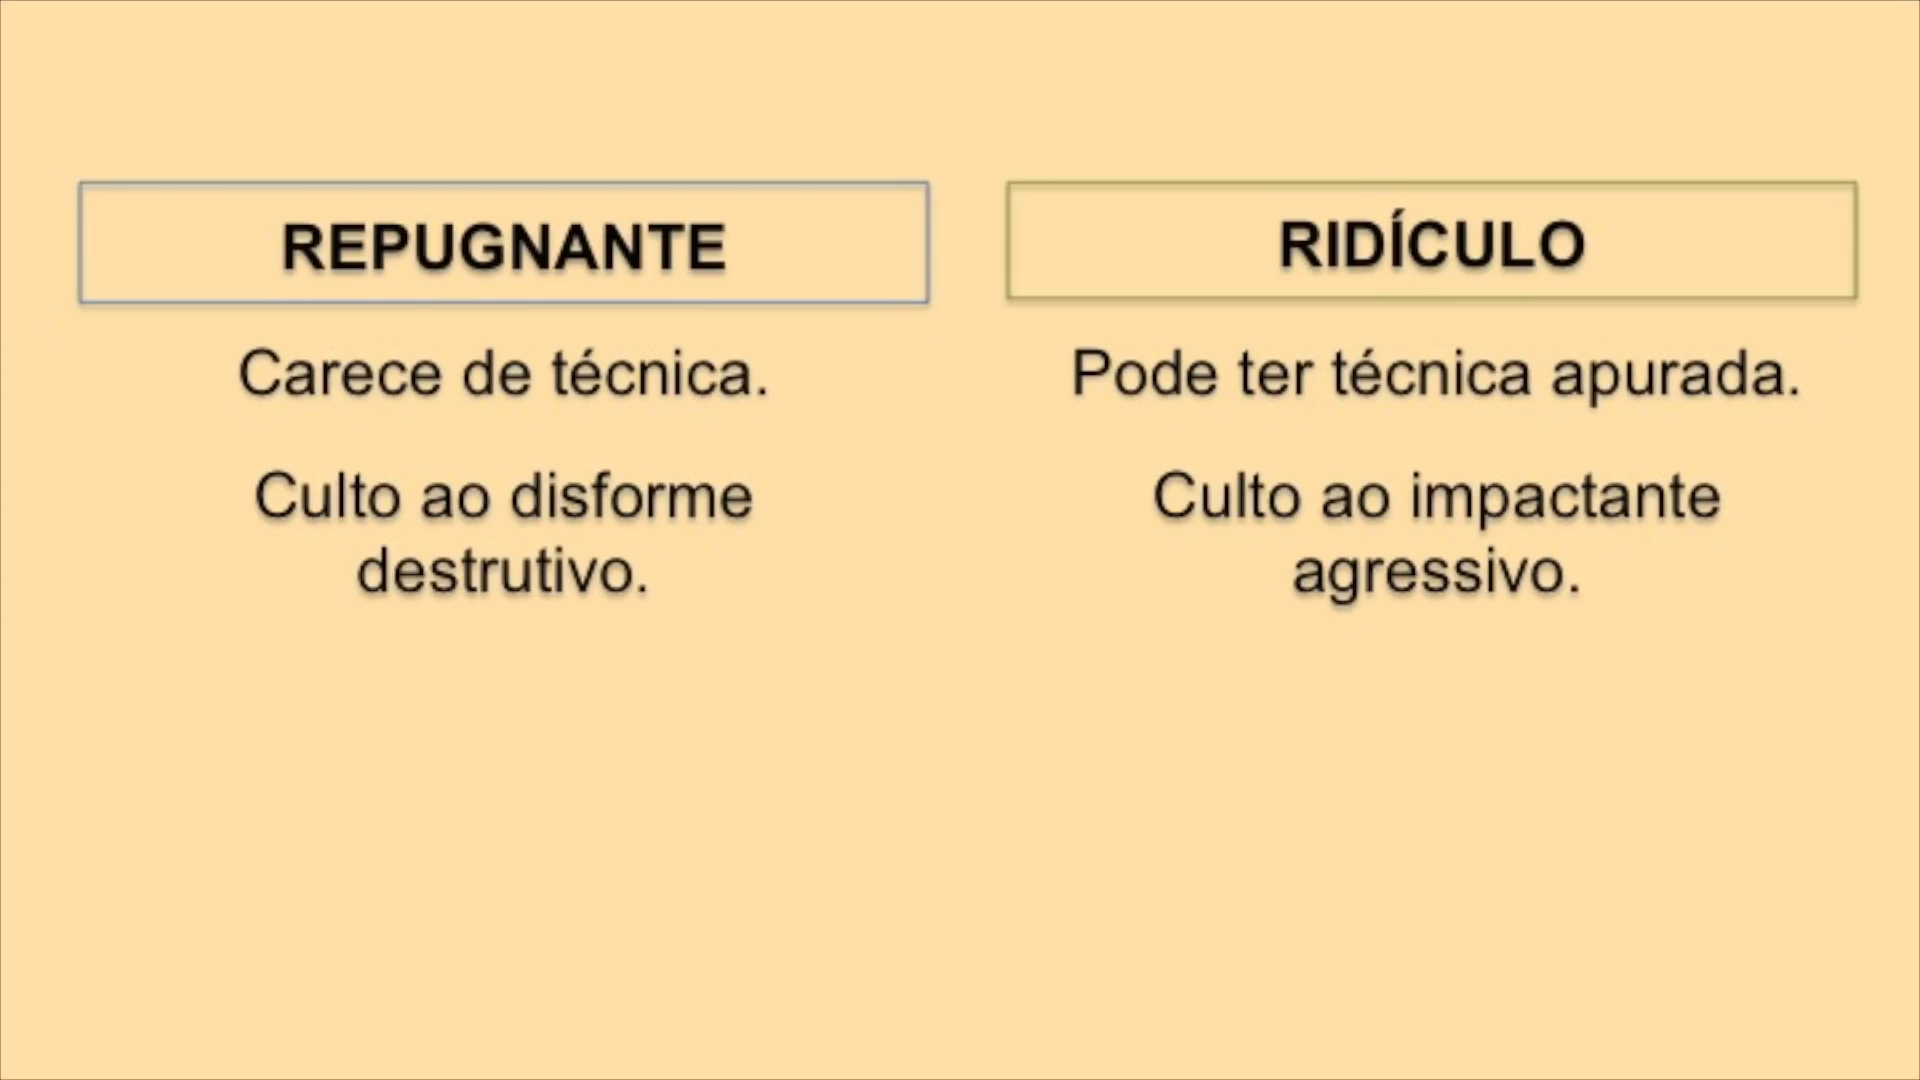 REPUGNANTE
Carece de técnica.
Culto ao disforme
destrutivo.
RIDÍCULO
Pode ter técnica apurada.
Culto ao impactante
agressivo.